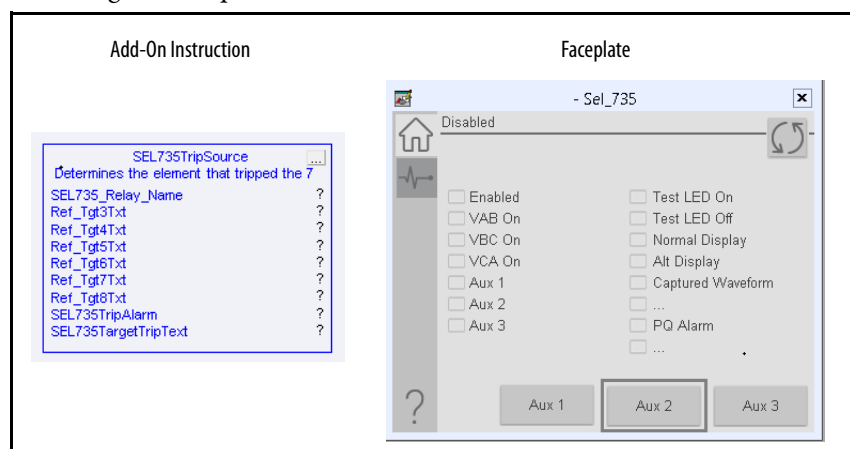 Add-On Instruction
Faceplate
SEL735TripSource
...
Determines the element that tripped the 7
SEL735_Relay_Name ?
Ref_Tgt3Txt ?
Ref_Tgt4Txt ?
Ref_Tgt5Txt ?
Ref_Tgt6Txt ?
Ref_Tgt7Txt ?
Ref_Tgt8Txt ?
SEL735TripAlarm ?
SEL735TargetTripText ?
- Sel_735
Disabled
Enabled
VAB On
VBC On
VCA On
Aux 1
Aux 2
Aux 3
Test LED On
Test LED Off
Normal Display
Alt Display
Captured Waveform
...
PQ Alarm
...
?
Aux 1
Aux 2
Aux 3